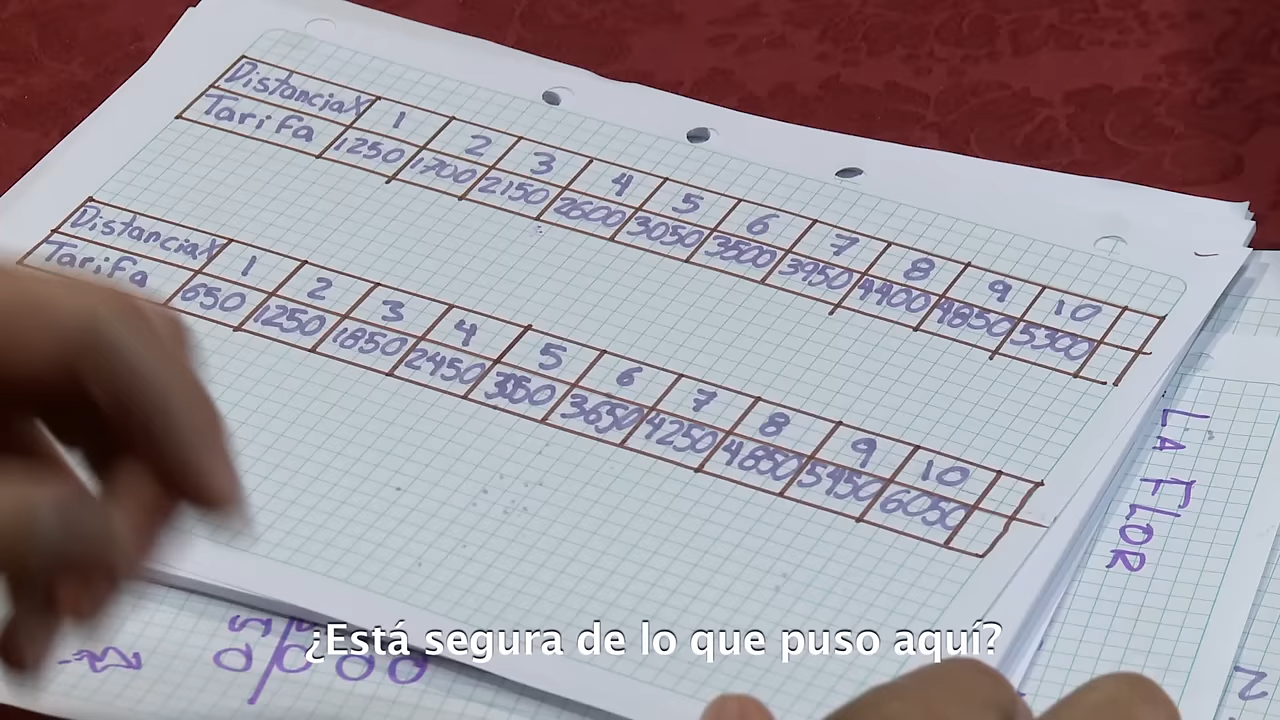 DistanciaX 1 2 3 4 5 6 7 8 9 10
Tarifa 1250 1700 2150 2600 3050 3500 3950 4400 4850 5300
DistanciaX 1 2 3 4 5 6 7 8 9 10
Tarifa 650 1250 1850 2450 3050 3650 4250 4850 5450 6050
LA FLOR
¿Está segura de lo que puso aquí?